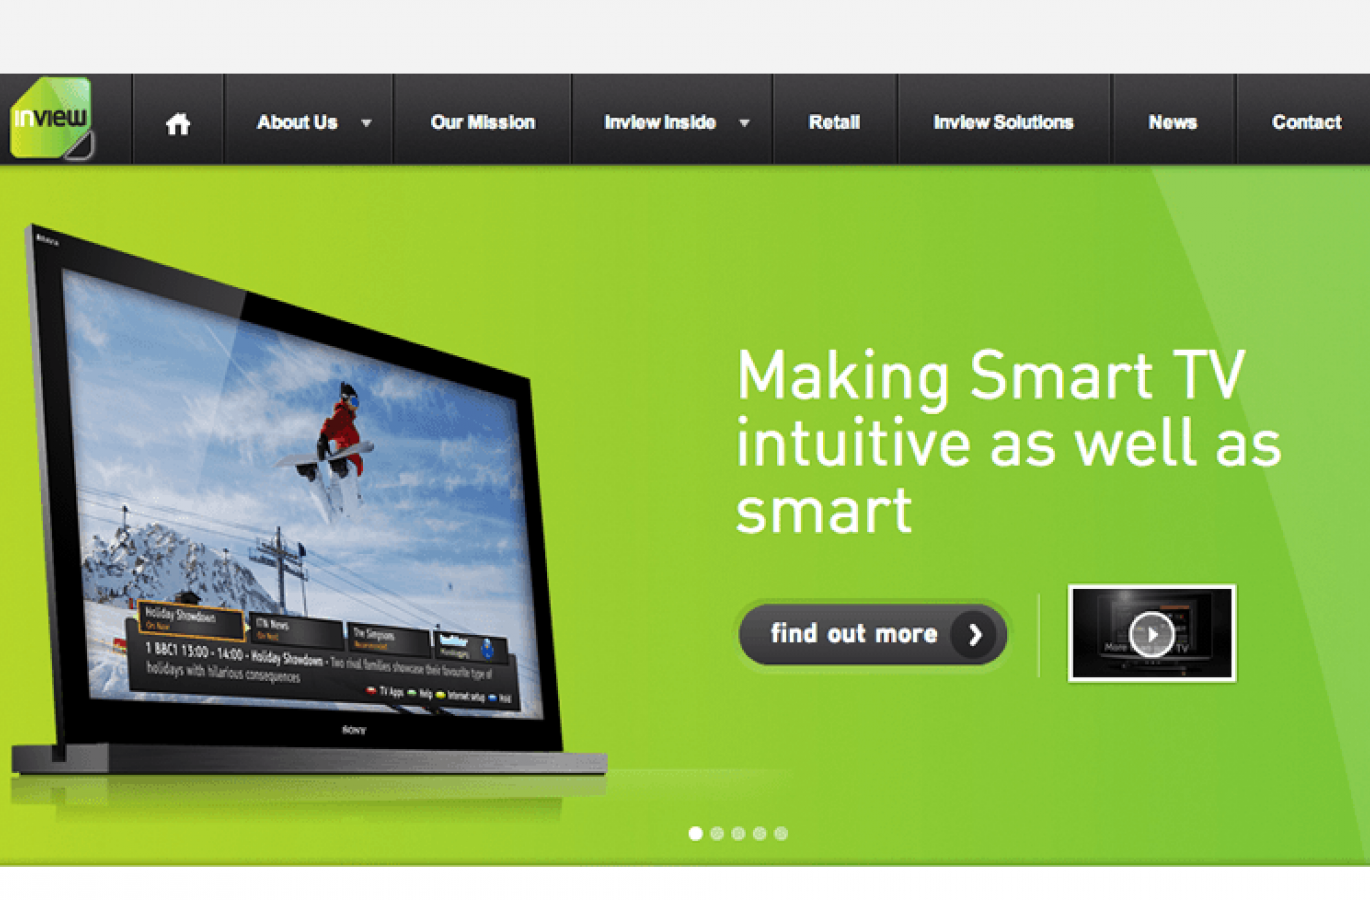 inview
About Us
Our Mission
Inview Inside
Retail
Inview Solutions
News
Contact
Making Smart TV
intuitive as well as
smart
find out more
More
TV
Holiday Showdown
On Now
ITN News
On Next
The Simpsons
Recommended
twitter
1 BBC1 13:00 - 14:00 - Holiday Showdown - Two rival families showcase their favourite type of
holidays with hilarious consequences
TV Apps
Help
Internet setup
SONY